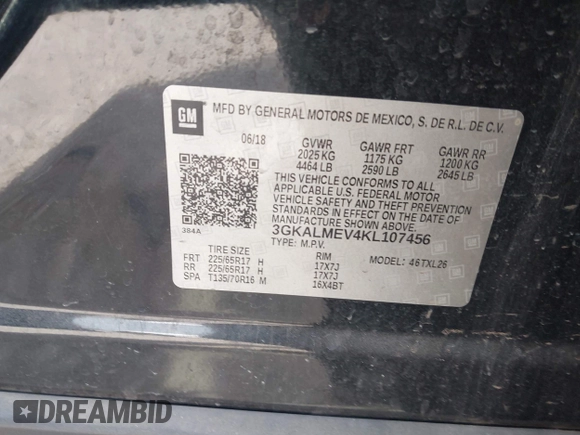 GM
MFD BY GENERAL MOTORS DE MEXICO, S. DE R.L. DE C.V.
06/18 GVWR GAWR FRT GAWR RR
2025 KG 1175 KG 1200 KG
4464 LB 2590 LB 2645 LB
THIS VEHICLE CONFORMS TO ALL
APPLICABLE U.S. FEDERAL MOTOR
VEHICLE SAFETY AND THEFT PREVENTION
STANDARDS IN EFFECT ON THE DATE OF
MANUFACTURE SHOWN ABOVE.
384A 3GKALMEV4KL107456
TYPE: M.P.V. MODEL: 46TXL26
TIRE SIZE RIM
FRT 225/65R17 H 17X7J
RR 225/65R17 H 17X7J
SPA T135/70R16 M 16X4BT
DREAMBID